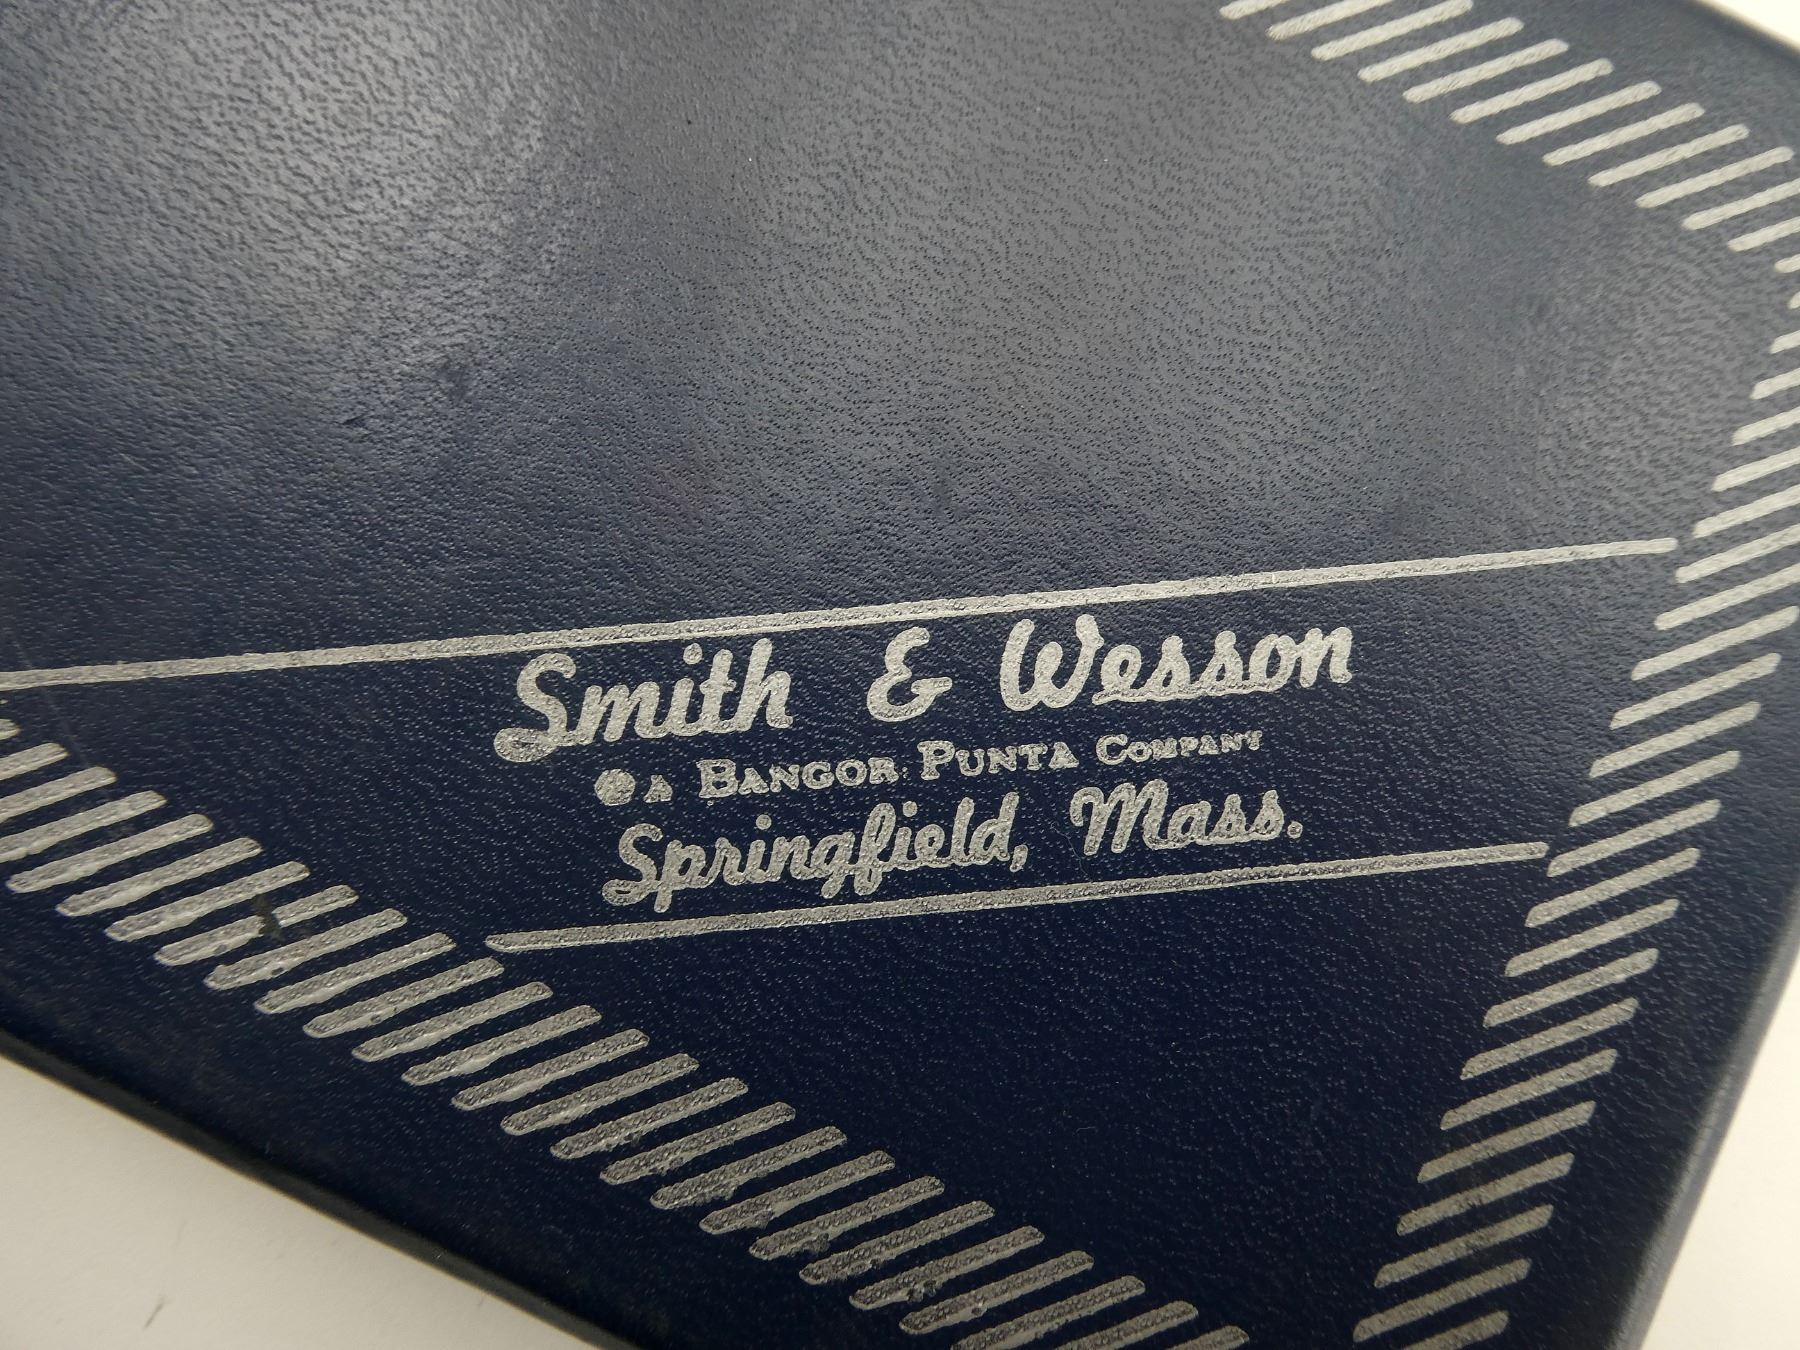 Smith & Wesson
A BANGOR PUNTA COMPANY
Springfield, Mass.